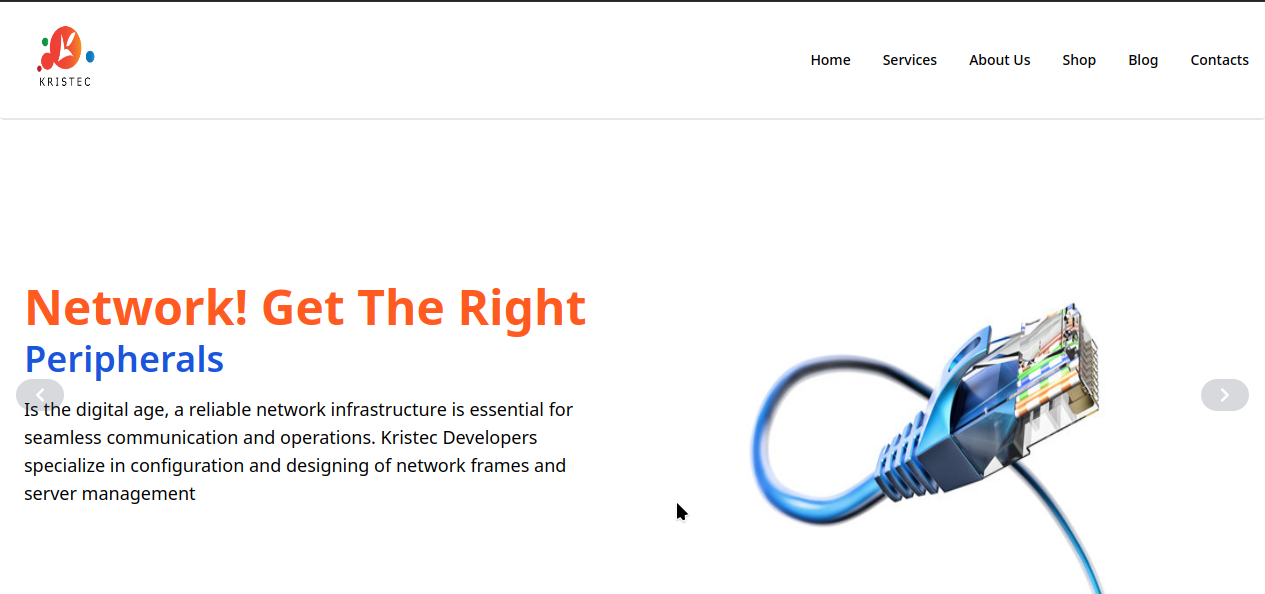 KRISTEC
Home Services About Us Shop Blog Contacts
Network! Get The Right
Peripherals
Is the digital age, a reliable network infrastructure is essential for
seamless communication and operations. Kristec Developers
specialize in configuration and designing of network frames and
server management